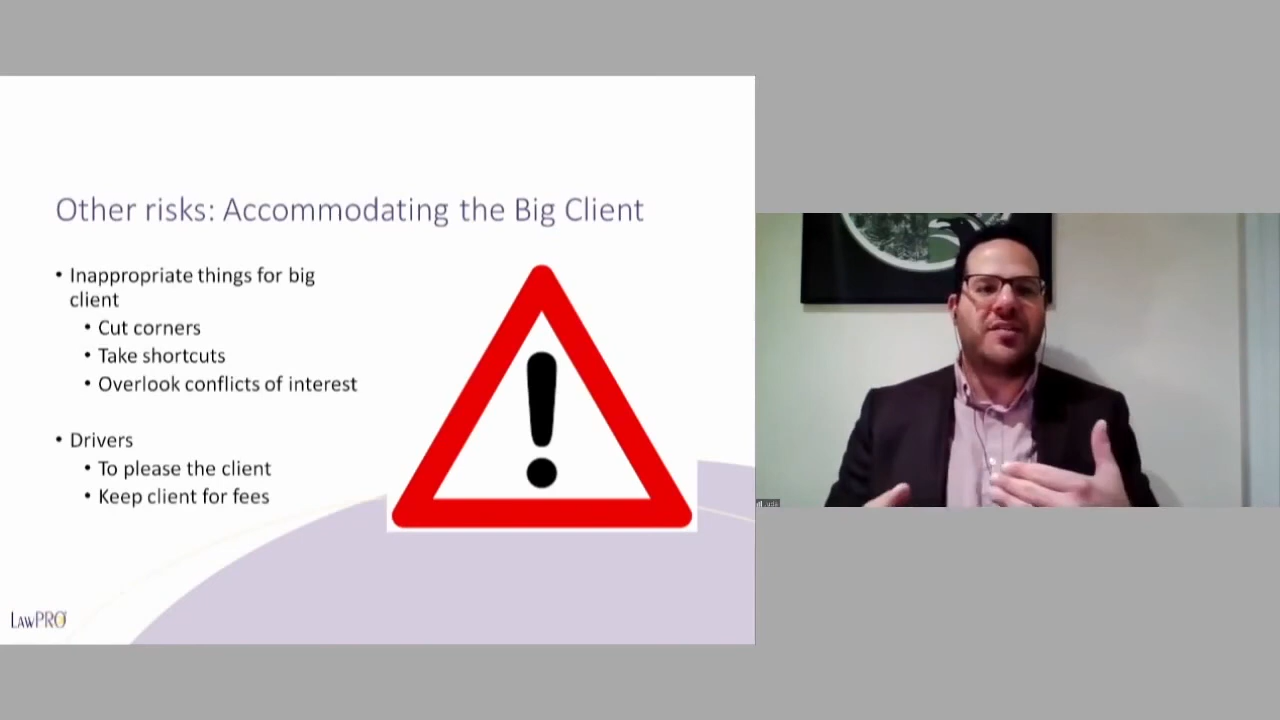 Other risks: Accommodating the Big Client
• Inappropriate things for big
client
• Cut corners
• Take shortcuts
• Overlook conflicts of interest
• Drivers
• To please the client
• Keep client for fees
LAWPRO